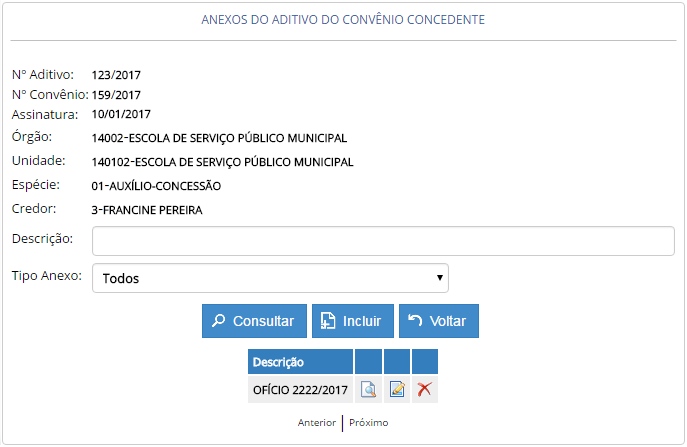 ANEXOS DO ADITIVO DO CONVÊNIO CONCEDENTE
Nº Aditivo: 123/2017
Nº Convênio: 159/2017
Assinatura: 10/01/2017
Órgão: 14002-ESCOLA DE SERVIÇO PÚBLICO MUNICIPAL
Unidade: 140102-ESCOLA DE SERVIÇO PÚBLICO MUNICIPAL
Espécie: 01-AUXÍLIO-CONCESSÃO
Credor: 3-FRANCINE PEREIRA
Descrição:
Tipo Anexo: Todos
Consultar Incluir Voltar
Descrição
OFÍCIO 2222/2017
Anterior Próximo